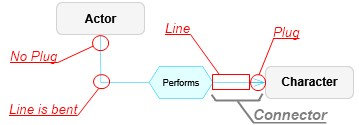 Actor
Line
Plug
No Plug
Performs
Character
Line is bent
Connector